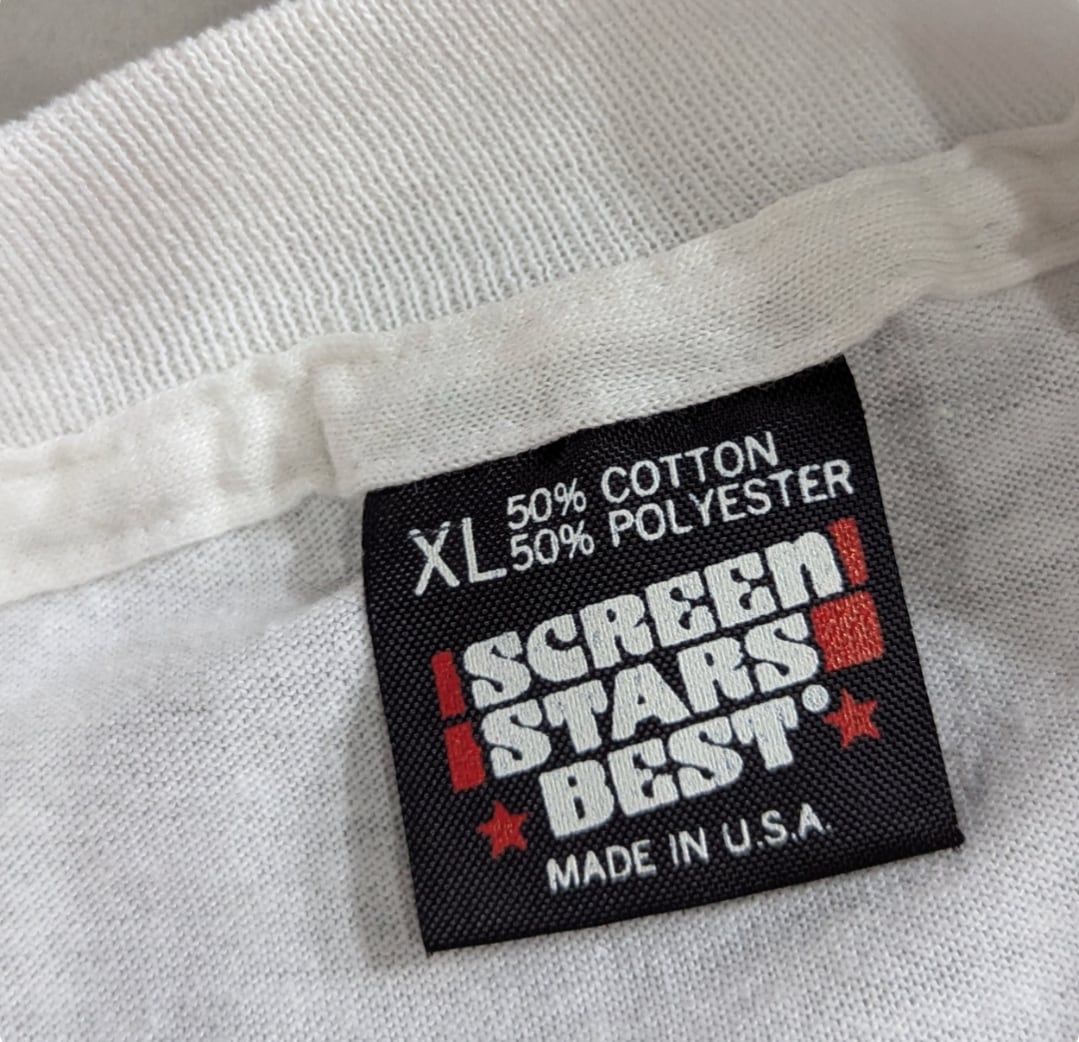 XL 50% COTTON
50% POLYESTER
SCREEN
STARS
BEST®
MADE IN U.S.A.